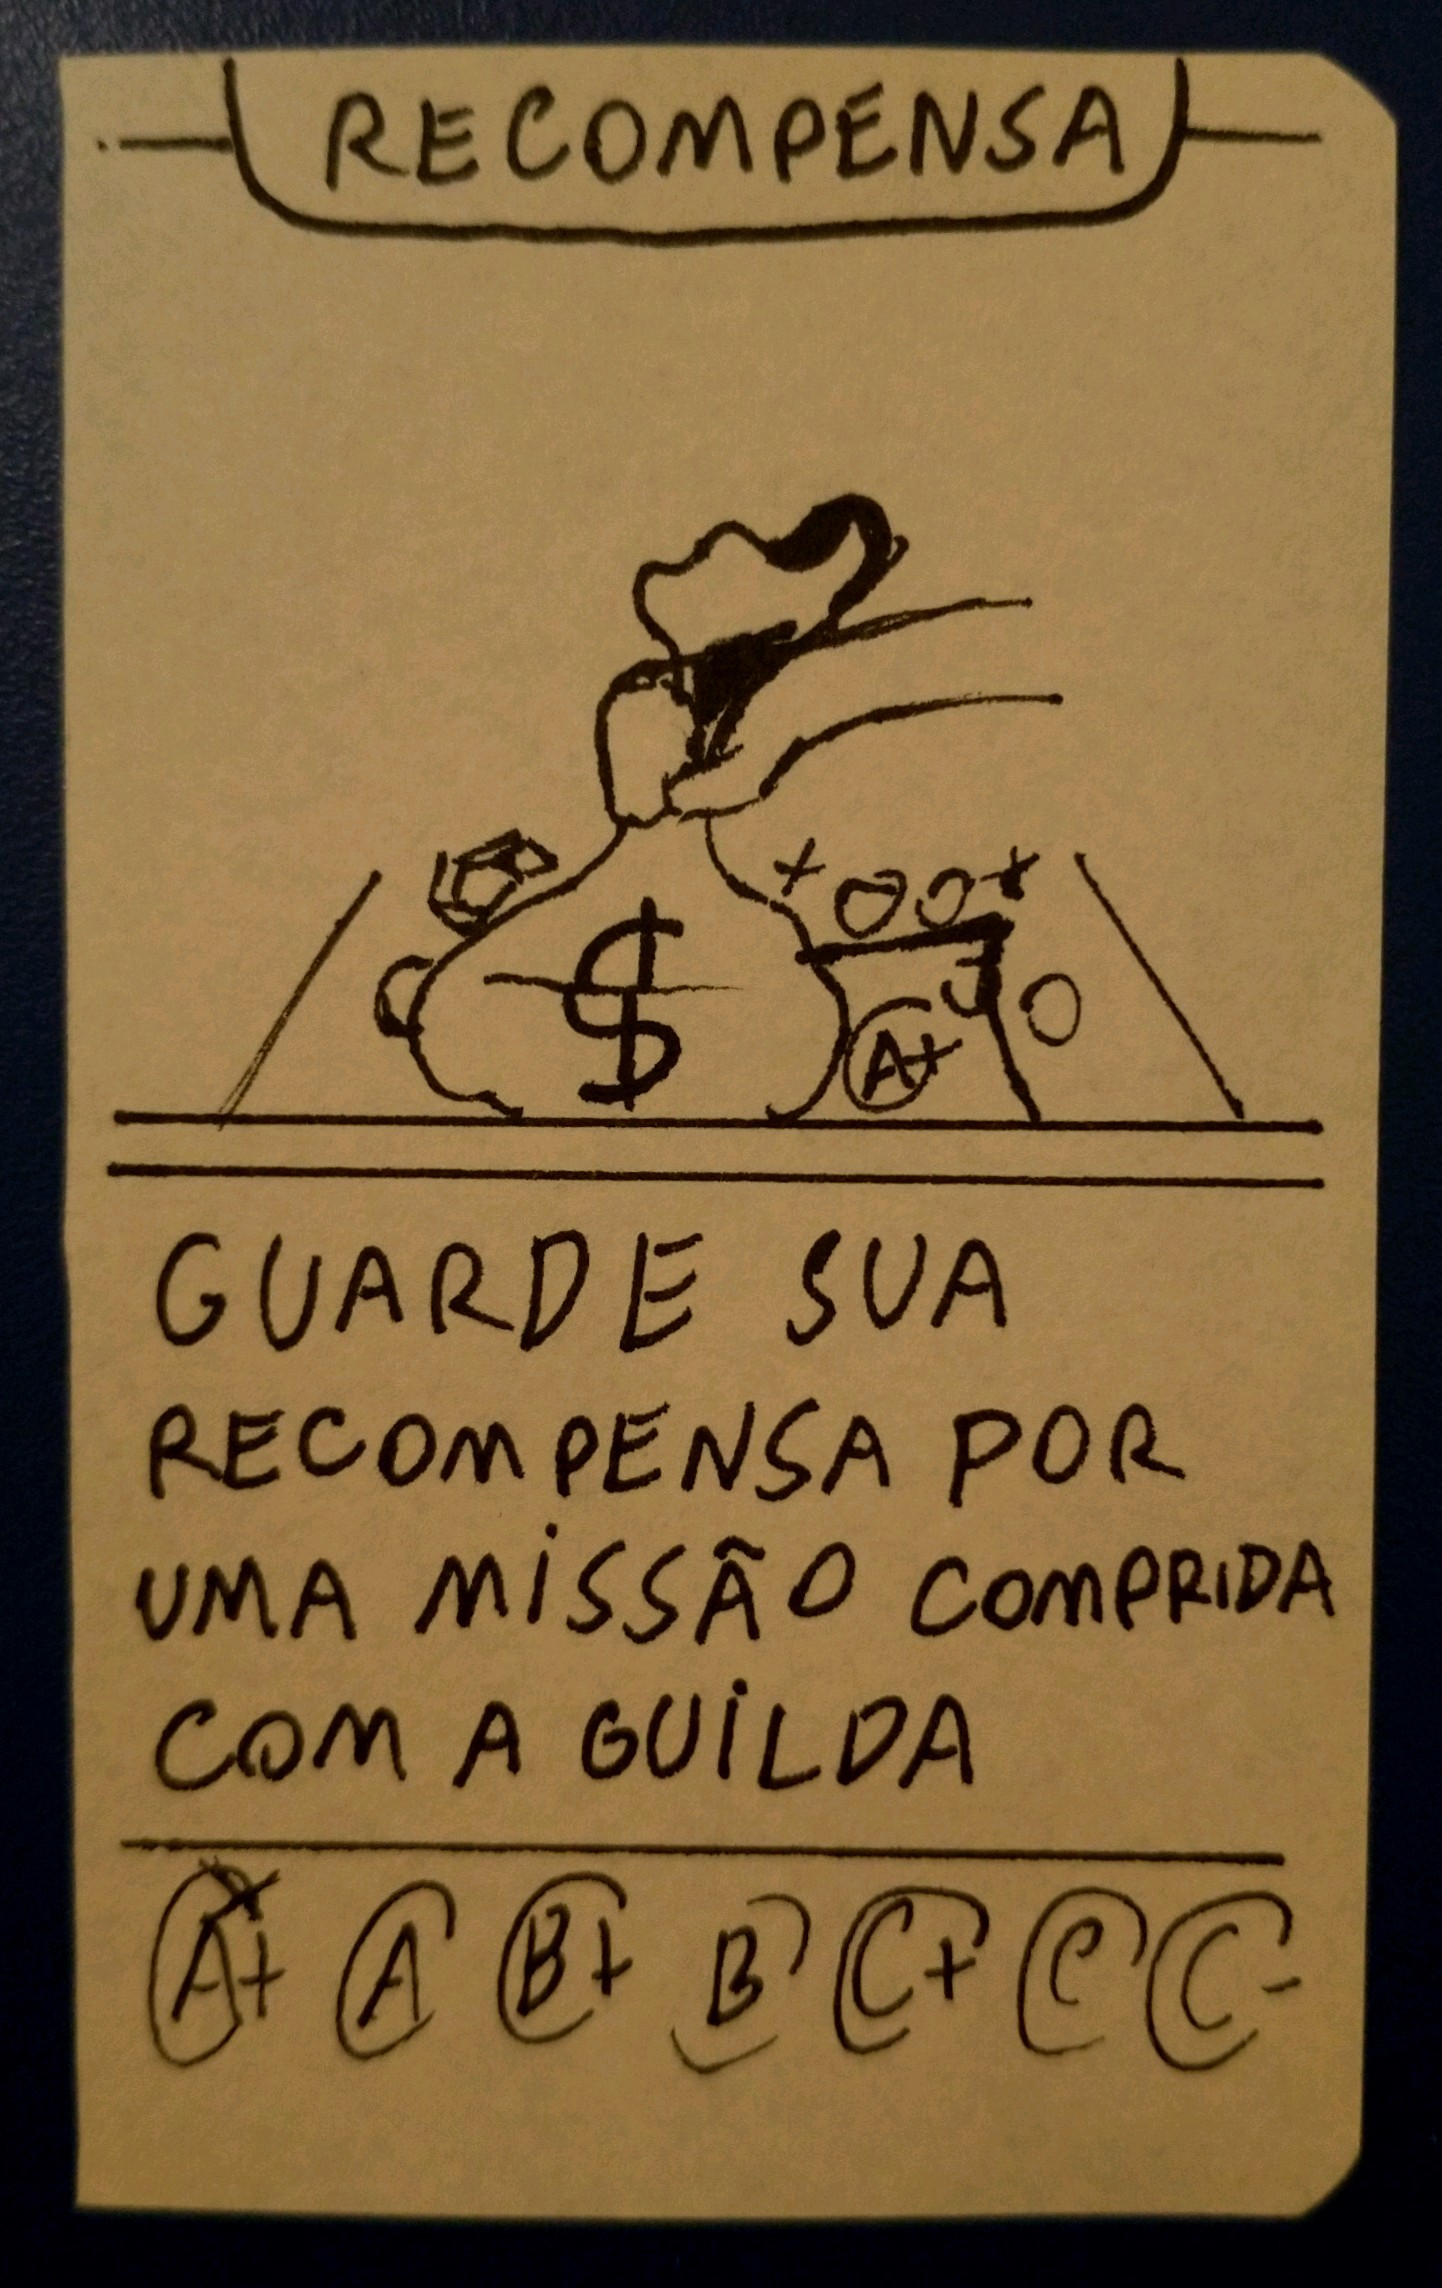 RECOMPENSA
$
A+
GUARDE SUA
RECOMPENSA POR
UMA MiSSÃO COMPRIDA
COM A GUiLDA
A+ A B+ B C+ C C-